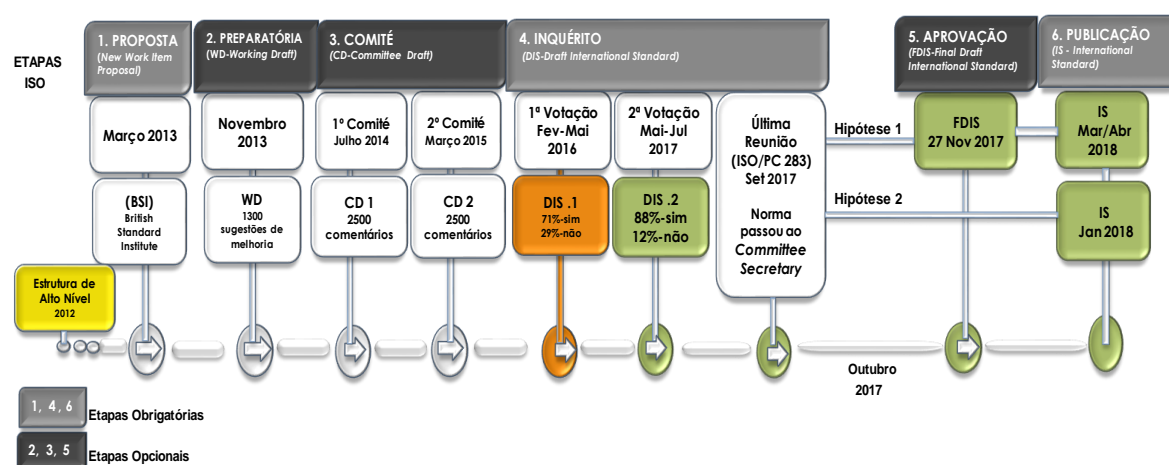 ETAPAS
ISO
1. PROPOSTA
(New Work Item
Proposal)
2. PREPARATÓRIA
(WD-Working Draft)
3. COMITÉ
(CD-Committee Draft)
4. INQUÉRITO
(DIS-Draft International Standard)
5. APROVAÇÃO
(FDIS-Final Draft
International Standard)
6. PUBLICAÇÃO
(IS - International
Standard)
Março 2013
Novembro
2013
1º Comité
Julho 2014
2º Comité
Março 2015
1ª Votação
Fev-Mai
2016
2ª Votação
Mai-Jul
2017
Última
Reunião
(ISO/PC 283)
Set 2017
Norma
passou ao
Committee
Secretary
Hipótese 1
FDIS
27 Nov 2017
IS
Mar/Abr
2018
(BSI)
British
Standard
Institute
WD
1300
sugestões de
melhoria
CD 1
2500
comentários
CD 2
2500
comentários
DIS .1
71%-sim
29%-não
DIS .2
88%-sim
12%-não
Hipótese 2
IS
Jan 2018
Estrutura de
Alto Nível
2012
Outubro
2017
1, 4, 6
Etapas Obrigatórias
2, 3, 5
Etapas Opcionais